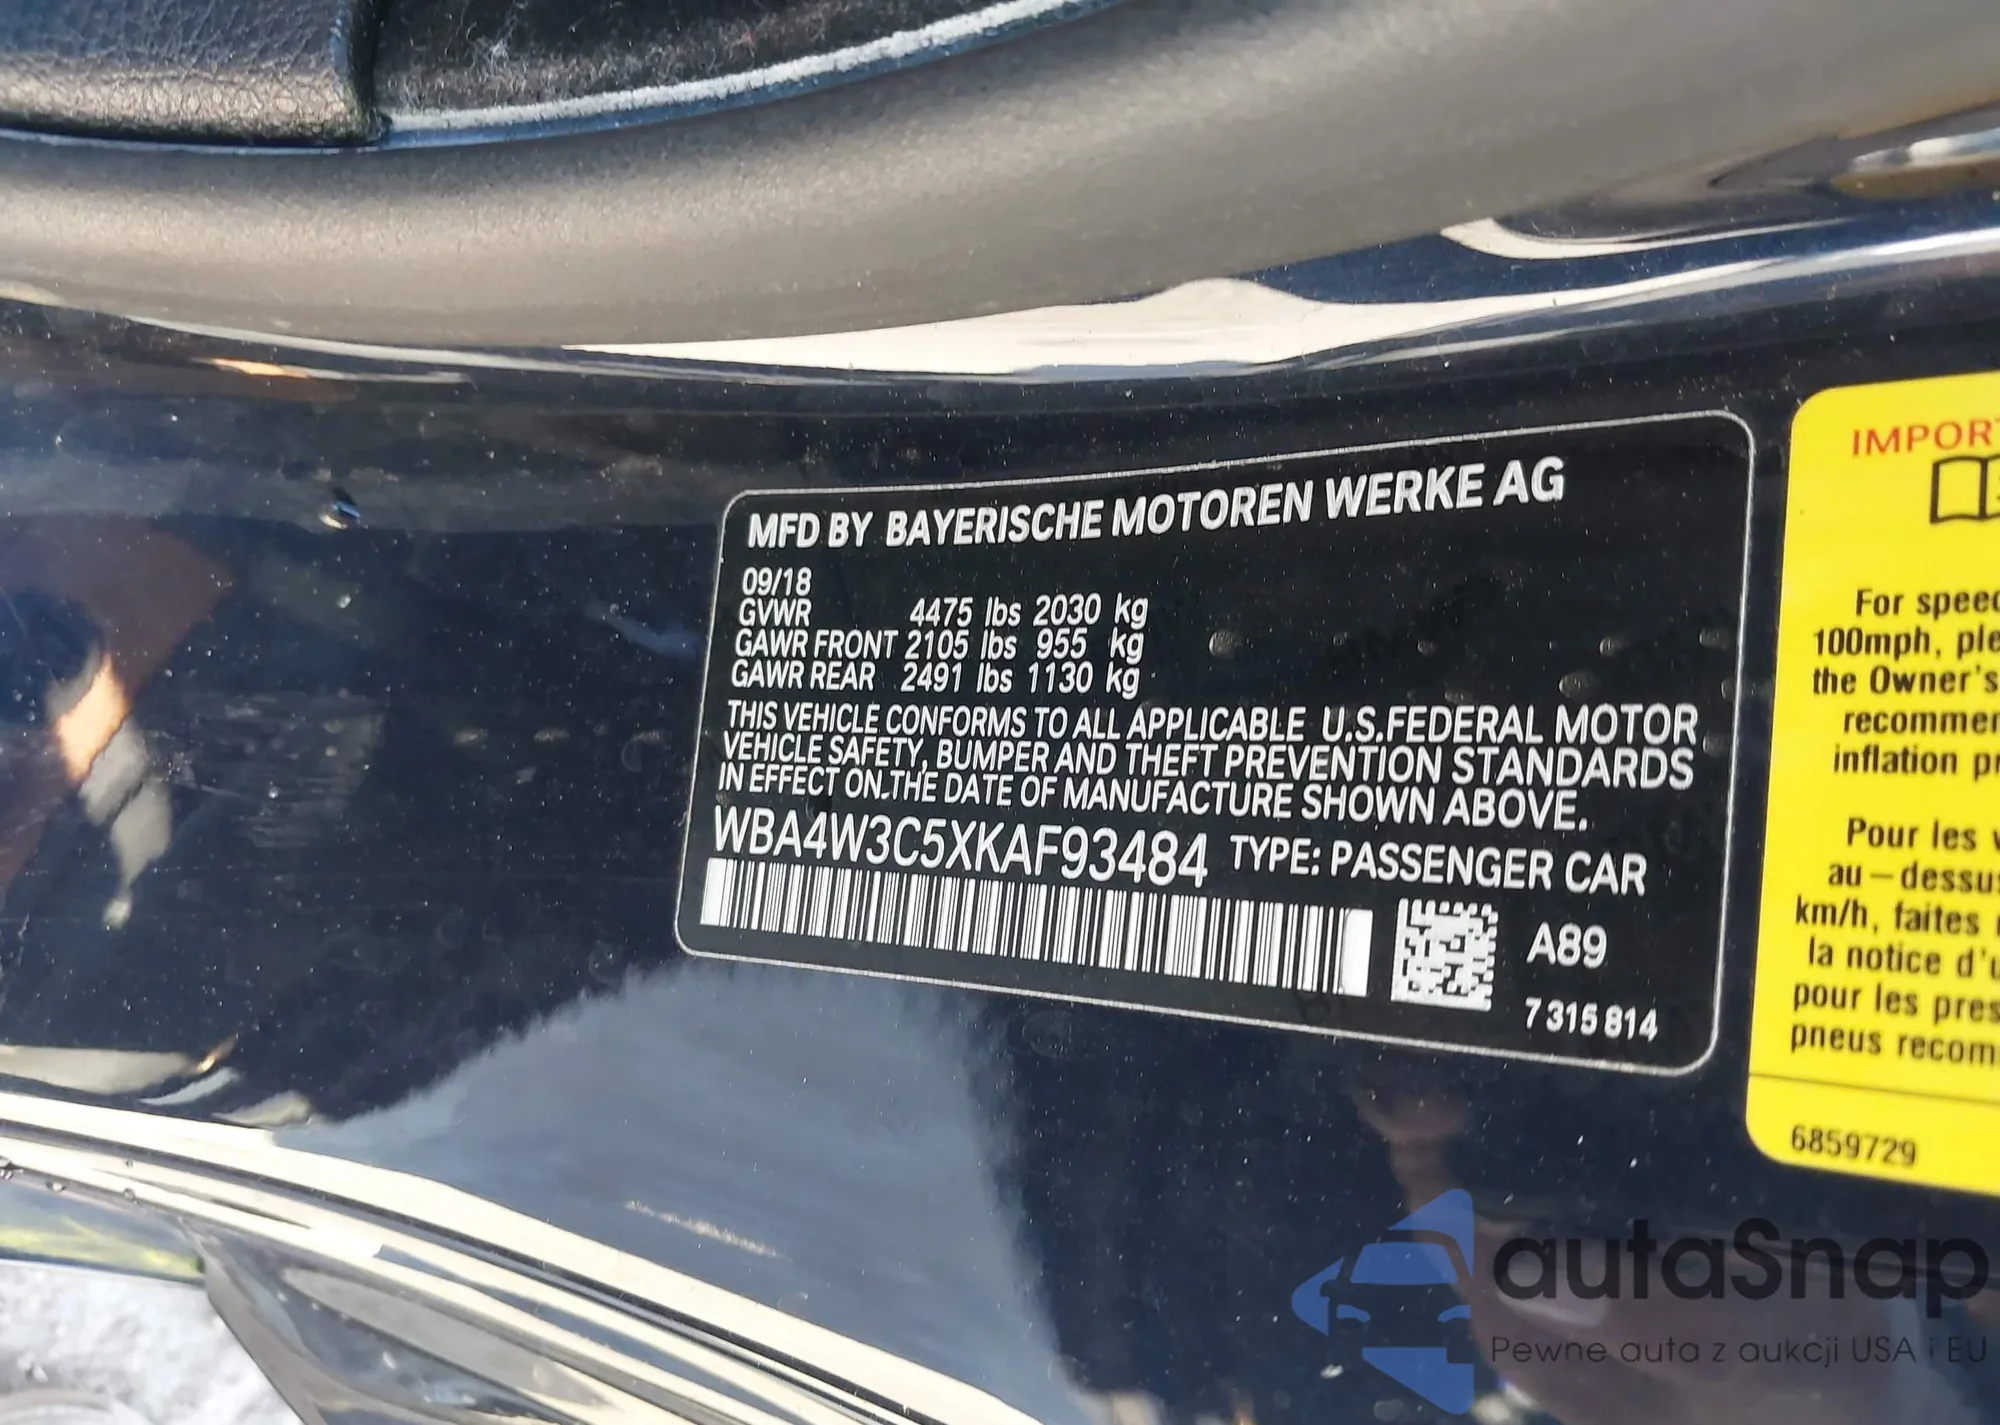 MFD BY BAYERISCHE MOTOREN WERKE AG
09/18
GVWR 4475 lbs 2030 kg
GAWR FRONT 2105 lbs 955 kg
GAWR REAR 2491 lbs 1130 kg
THIS VEHICLE CONFORMS TO ALL APPLICABLE U.S.FEDERAL MOTOR
VEHICLE SAFETY, BUMPER AND THEFT PREVENTION STANDARDS
IN EFFECT ON THE DATE OF MANUFACTURE SHOWN ABOVE.
WBA4W3C5XKAF93484 TYPE: PASSENGER CAR
A89
7 315 814
IMPORT
For speed
100mph, ple
the Owner's
recommen
inflation pr
Pour les v
au-dessus
km/h, faites
la notice d'u
pour les pres
pneus recom
6859729
autaSnap
Pewne auta z aukcji USA i EU